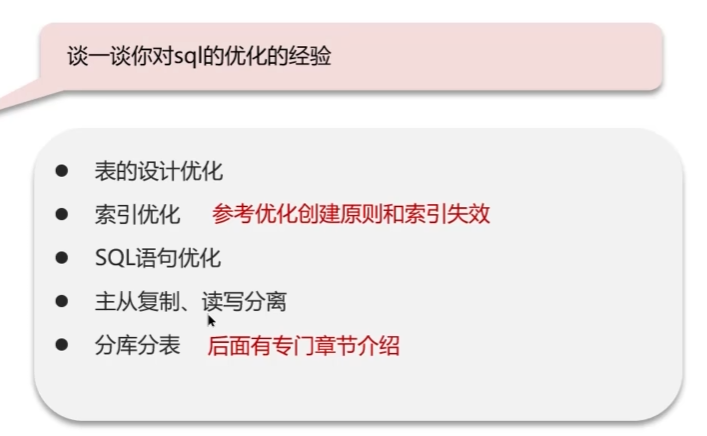 谈一谈你对sql的优化的经验
● 表的设计优化
● 索引优化 参考优化创建原则和索引失效
● SQL语句优化
● 主从复制、读写分离
● 分库分表 后面有专门章节介绍